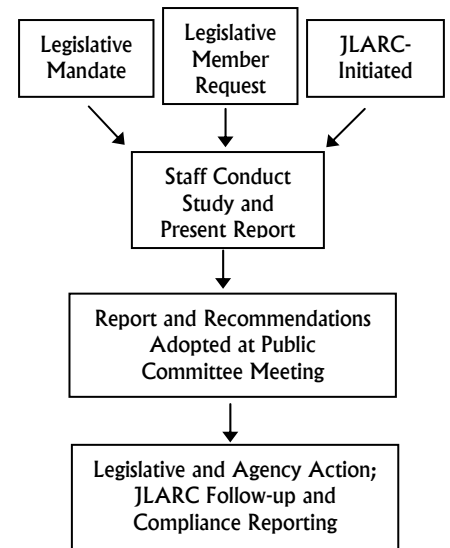 Legislative
Mandate
Legislative
Member
Request
JLARC-
Initiated
Staff Conduct
Study and
Present Report
Report and Recommendations
Adopted at Public
Committee Meeting
Legislative and Agency Action;
JLARC Follow-up and
Compliance Reporting